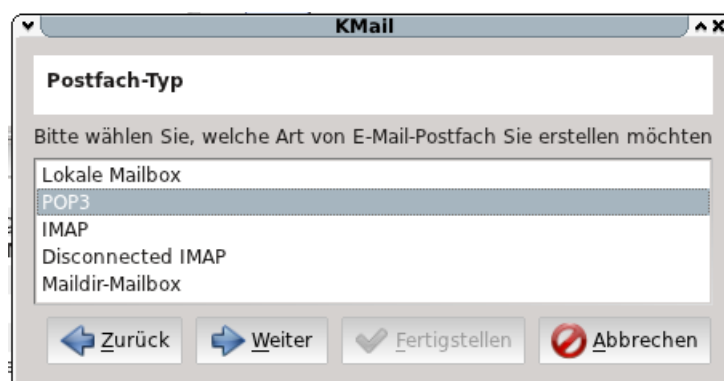 KMail
Postfach-Typ
Bitte wählen Sie, welche Art von E-Mail-Postfach Sie erstellen möchten
Lokale Mailbox
POP3
IMAP
Disconnected IMAP
Maildir-Mailbox
Zurück Weiter Fertigstellen Abbrechen